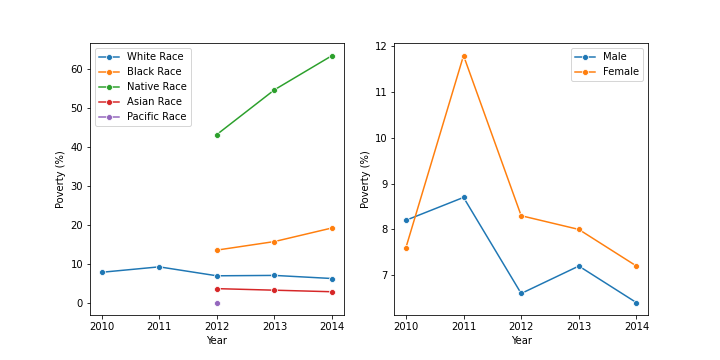 White Race
Black Race
Native Race
Asian Race
Pacific Race
60
50
40
30
20
10
0
Poverty (%)
2010 2011 2012 2013 2014
Year
Male
Female
12
11
10
9
8
7
Poverty (%)
2010 2011 2012 2013 2014
Year